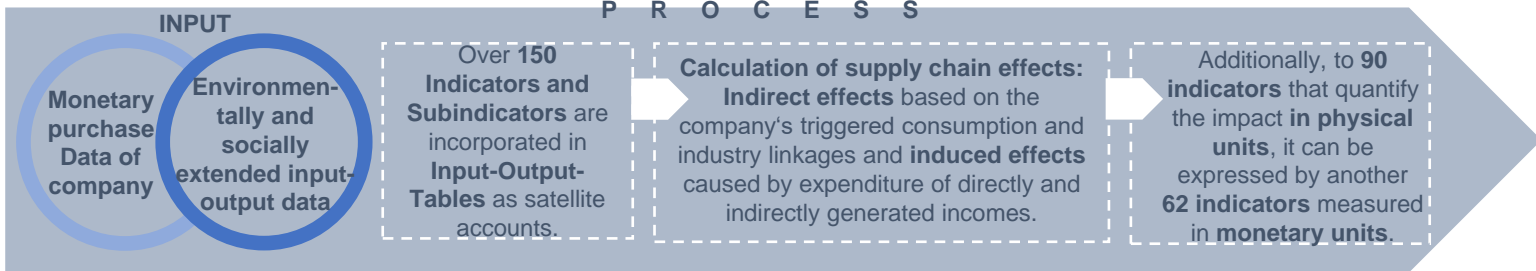 P R O C E S S
INPUT
Monetary
purchase
Data of
company
Environmen-
tally and
socially
extended input-
output data
Over 150
Indicators and
Subindicators are
incorporated in
Input-Output-
Tables as satellite
accounts.
Calculation of supply chain effects:
Indirect effects based on the
company‘s triggered consumption and
industry linkages and induced effects
caused by expenditure of directly and
indirectly generated incomes.
Additionally, to 90
indicators that quantify
the impact in physical
units, it can be
expressed by another
62 indicators measured
in monetary units.